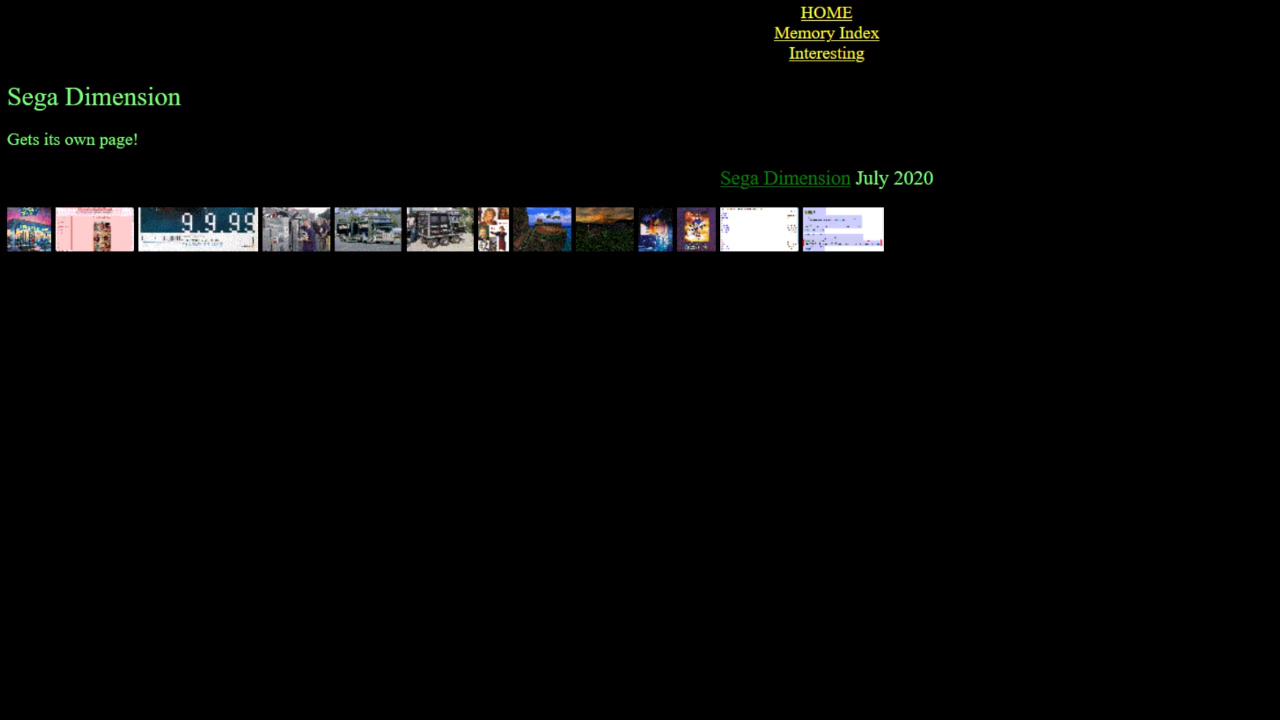 HOME
Memory Index
Interesting
Sega Dimension
Gets its own page!
Sega Dimension July 2020
9.9.99